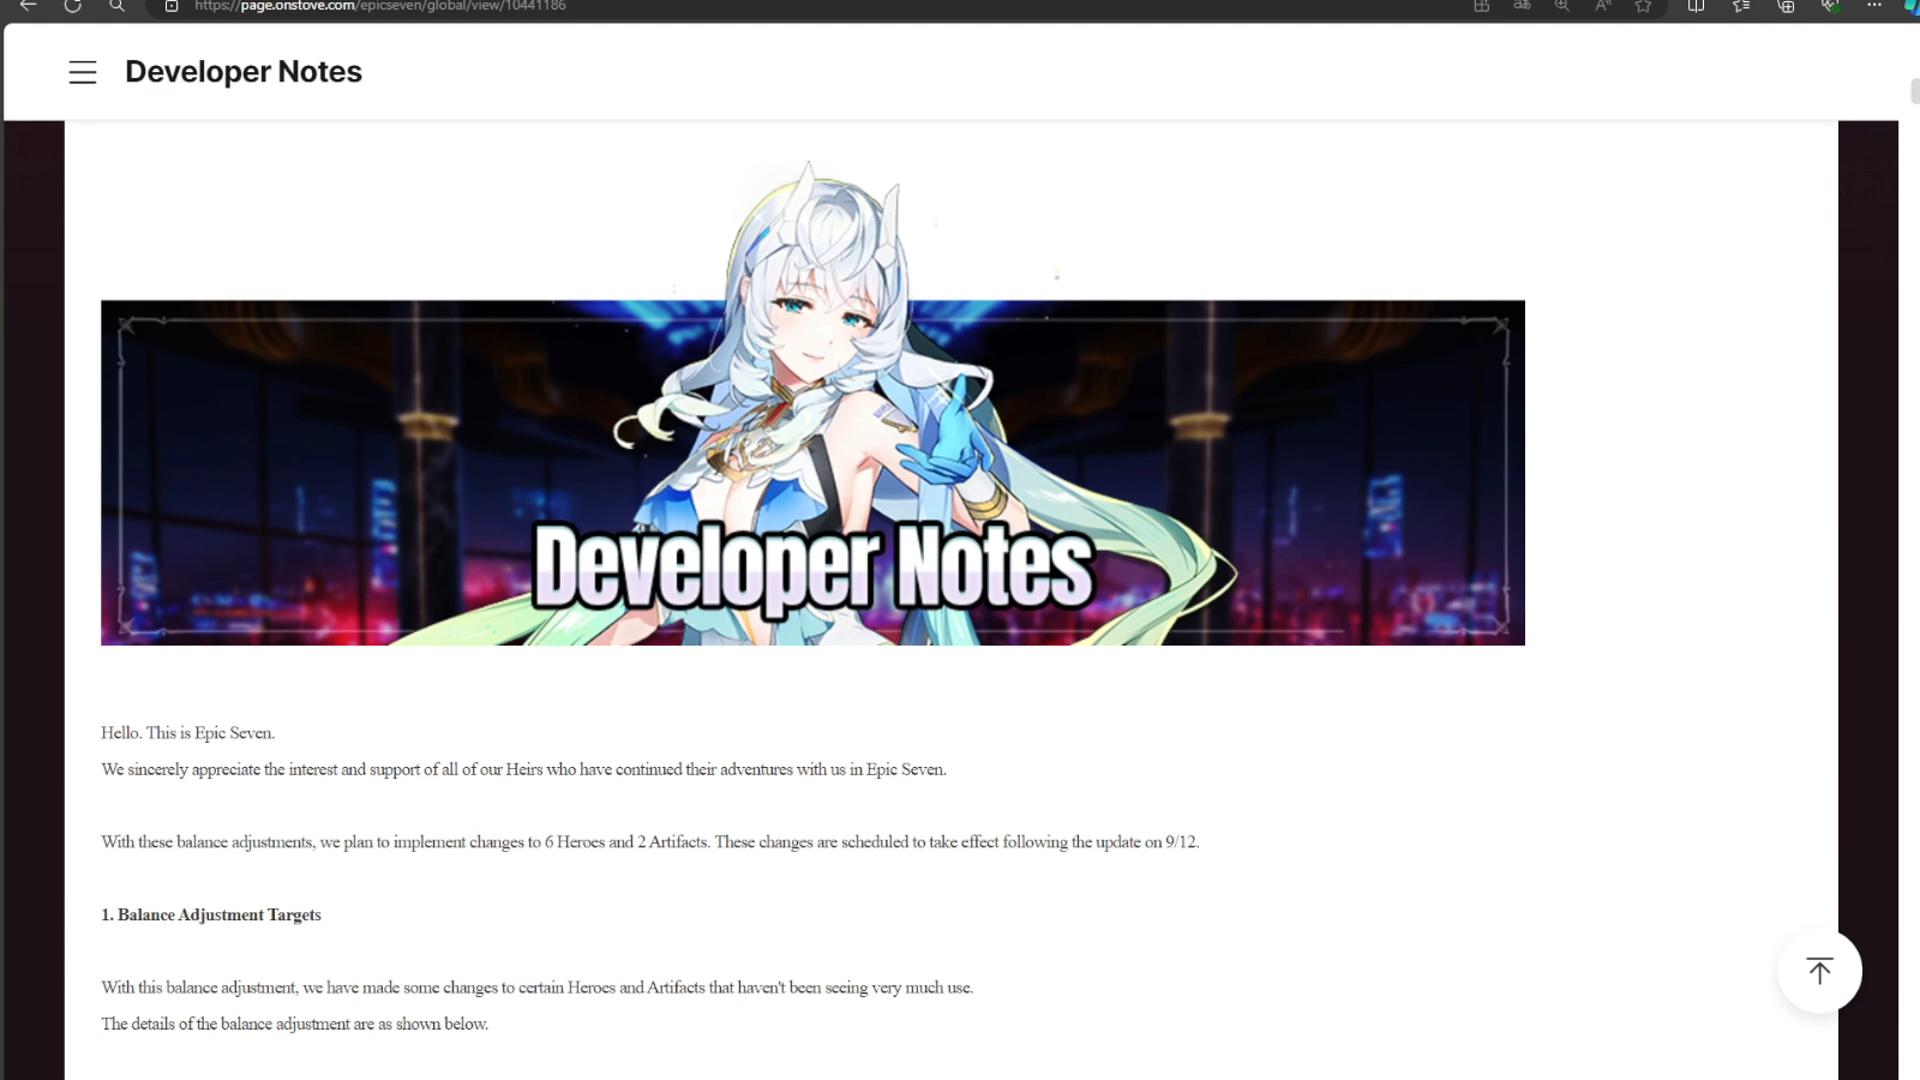 https://page.onstove.com/epicseven/global/view/10441186
Developer Notes
Developer Notes
Hello. This is Epic Seven.
We sincerely appreciate the interest and support of all of our Heirs who have continued their adventures with us in Epic Seven.
With these balance adjustments, we plan to implement changes to 6 Heroes and 2 Artifacts. These changes are scheduled to take effect following the update on 9/12.
1. Balance Adjustment Targets
With this balance adjustment, we have made some changes to certain Heroes and Artifacts that haven't been seeing very much use.
The details of the balance adjustment are as shown below.